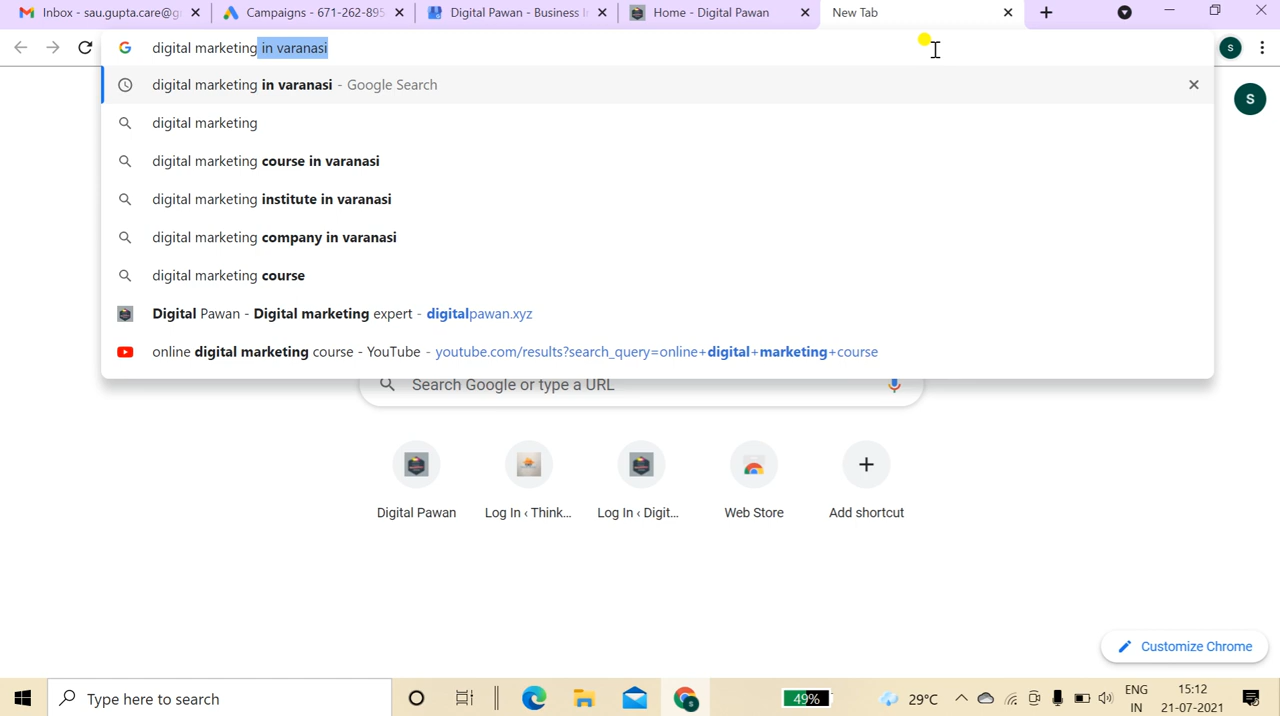 Inbox - sau.gupta.care@g
Campaigns - 671-262-895
Digital Pawan - Business I
Home - Digital Pawan
New Tab
digital marketing in varanasi
S
digital marketing in varanasi - Google Search
S
digital marketing
digital marketing course in varanasi
digital marketing institute in varanasi
digital marketing company in varanasi
digital marketing course
Digital Pawan - Digital marketing expert - digitalpawan.xyz
online digital marketing course - YouTube - youtube.com/results?search_query=online+digital+marketing+course
Search Google or type a URL
Digital Pawan
Log In ‹ Think...
Log In ‹ Digit...
Web Store
Add shortcut
Customize Chrome
Type here to search
49%
29°C
ENG
IN
15:12
21-07-2021